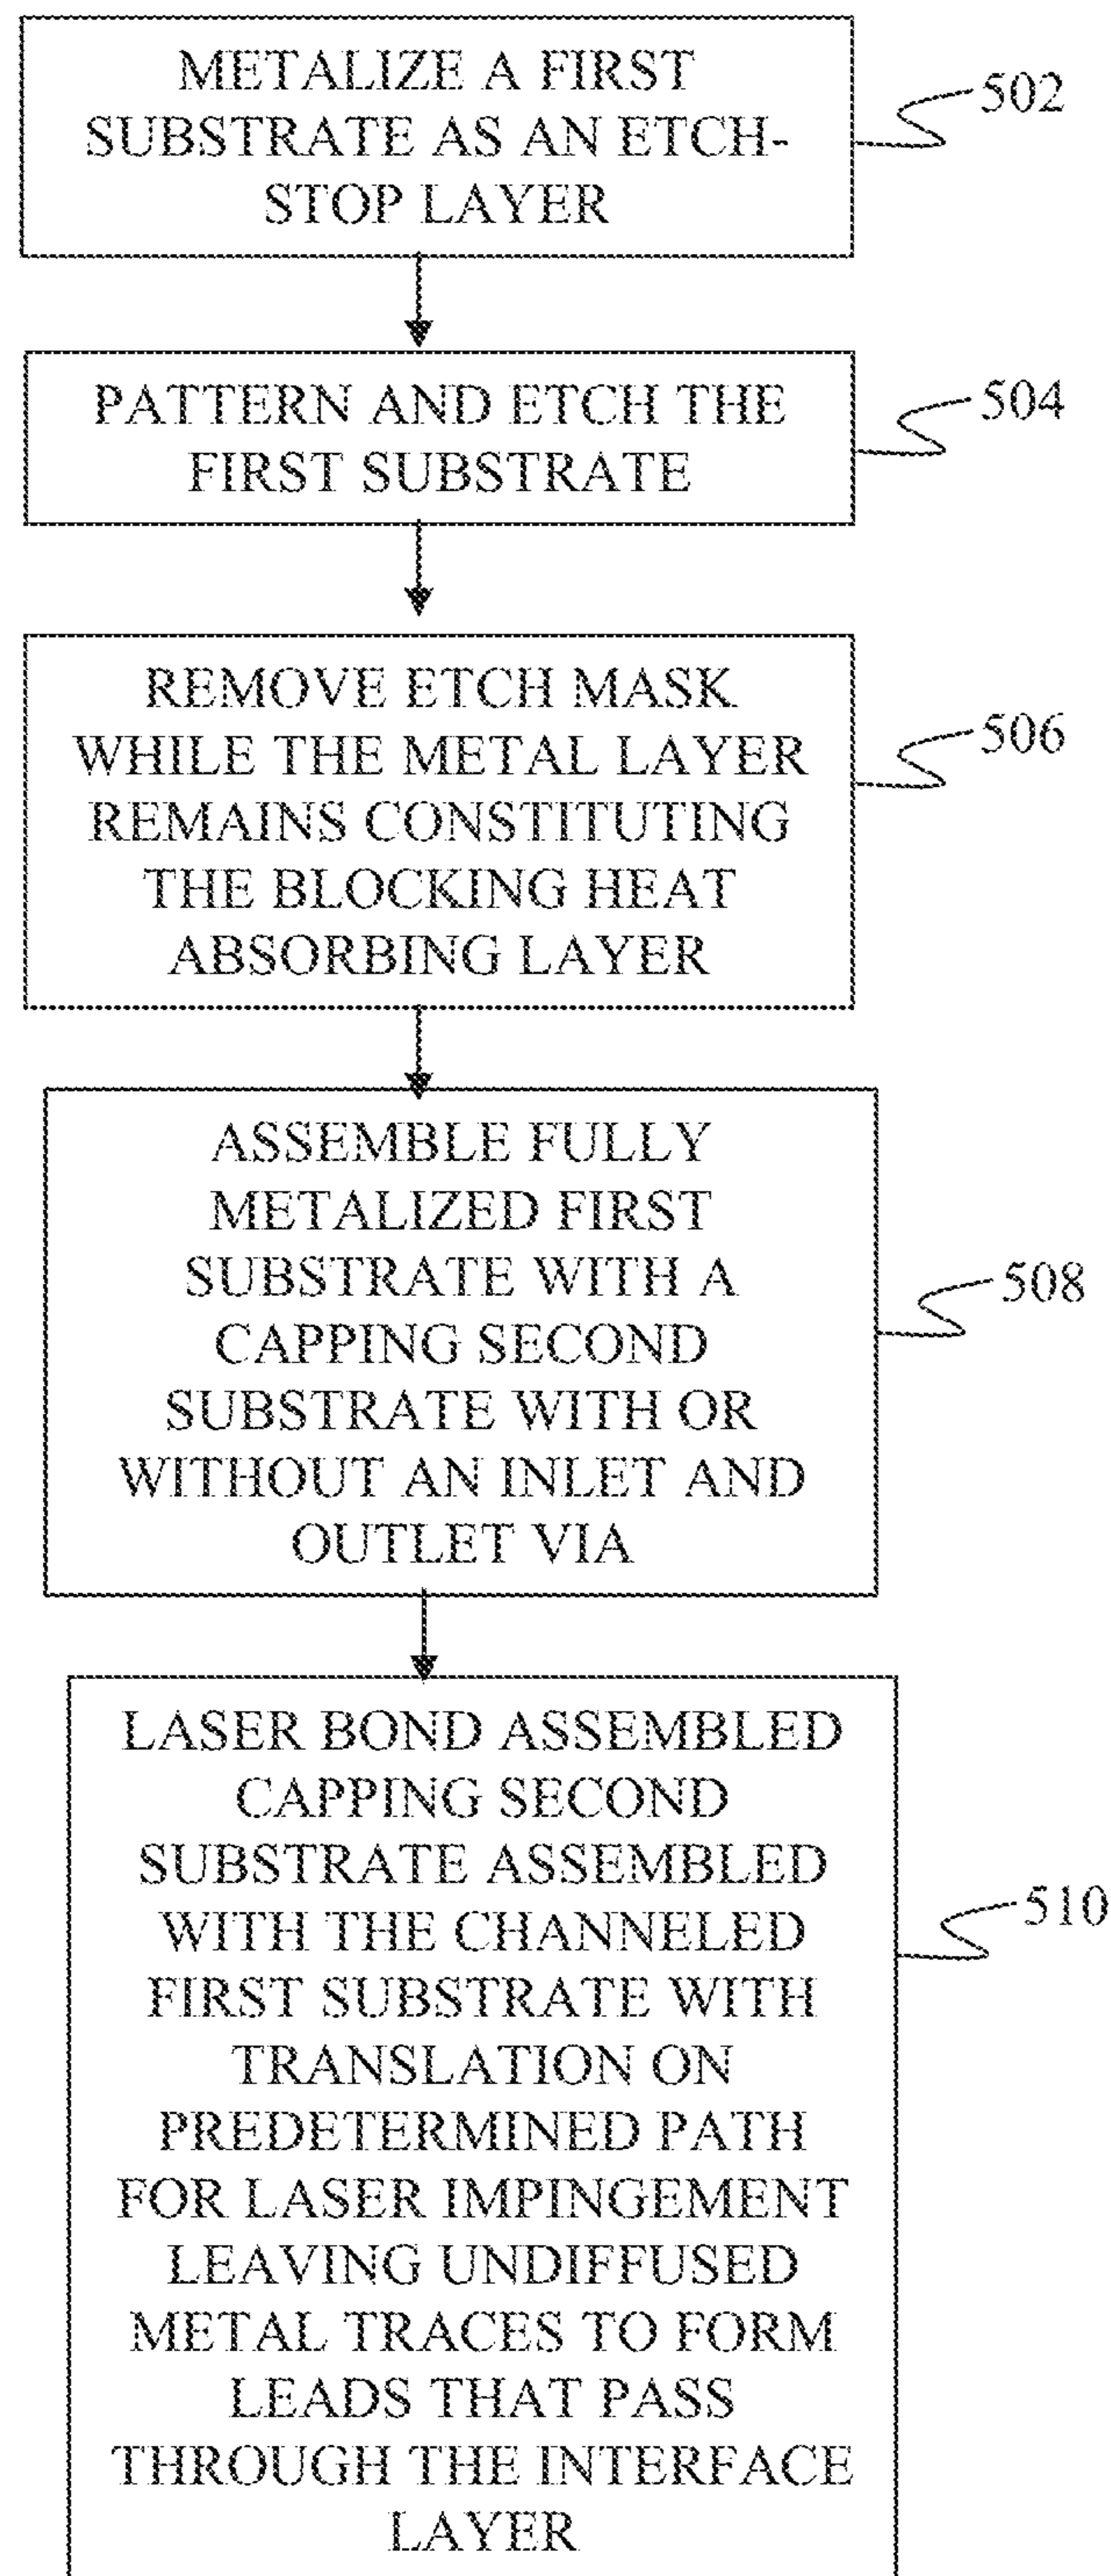 METALIZE A FIRST
SUBSTRATE AS AN ETCH-
STOP LAYER
502
PATTERN AND ETCH THE
FIRST SUBSTRATE
504
REMOVE ETCH MASK
WHILE THE METAL LAYER
REMAINS CONSTITUTING
THE BLOCKING HEAT
ABSORBING LAYER
506
ASSEMBLE FULLY
METALIZED FIRST
SUBSTRATE WITH A
CAPPING SECOND
SUBSTRATE WITH OR
WITHOUT AN INLET AND
OUTLET VIA
508
LASER BOND ASSEMBLED
CAPPING SECOND
SUBSTRATE ASSEMBLED
WITH THE CHANNELED
FIRST SUBSTRATE WITH
TRANSLATION ON
PREDETERMINED PATH
FOR LASER IMPINGEMENT
LEAVING UNDIFFUSED
METAL TRACES TO FORM
LEADS THAT PASS
THROUGH THE INTERFACE
LAYER
510